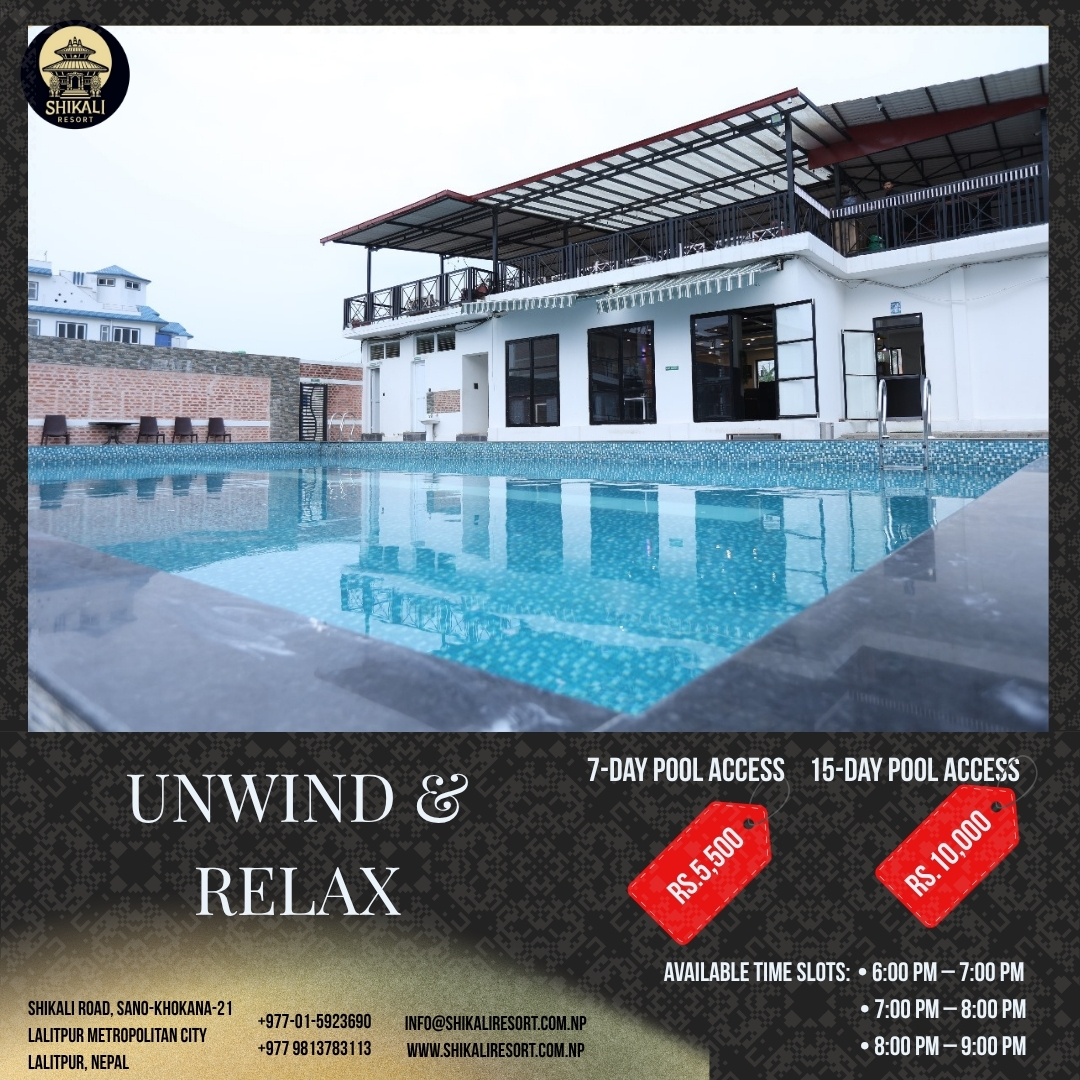 SHIKALI
RESORT
UNWIND &
RELAX
7-DAY POOL ACCESS
RS.5,500
15-DAY POOL ACCESS
RS.10,000
AVAILABLE TIME SLOTS: • 6:00 PM – 7:00 PM
• 7:00 PM – 8:00 PM
• 8:00 PM – 9:00 PM
SHIKALI ROAD, SANO-KHOKANA-21
LALITPUR METROPOLITAN CITY
LALITPUR, NEPAL
+977-01-5923690
+977 9813783113
INFO@SHIKALIRESORT.COM.NP
WWW.SHIKALIRESORT.COM.NP